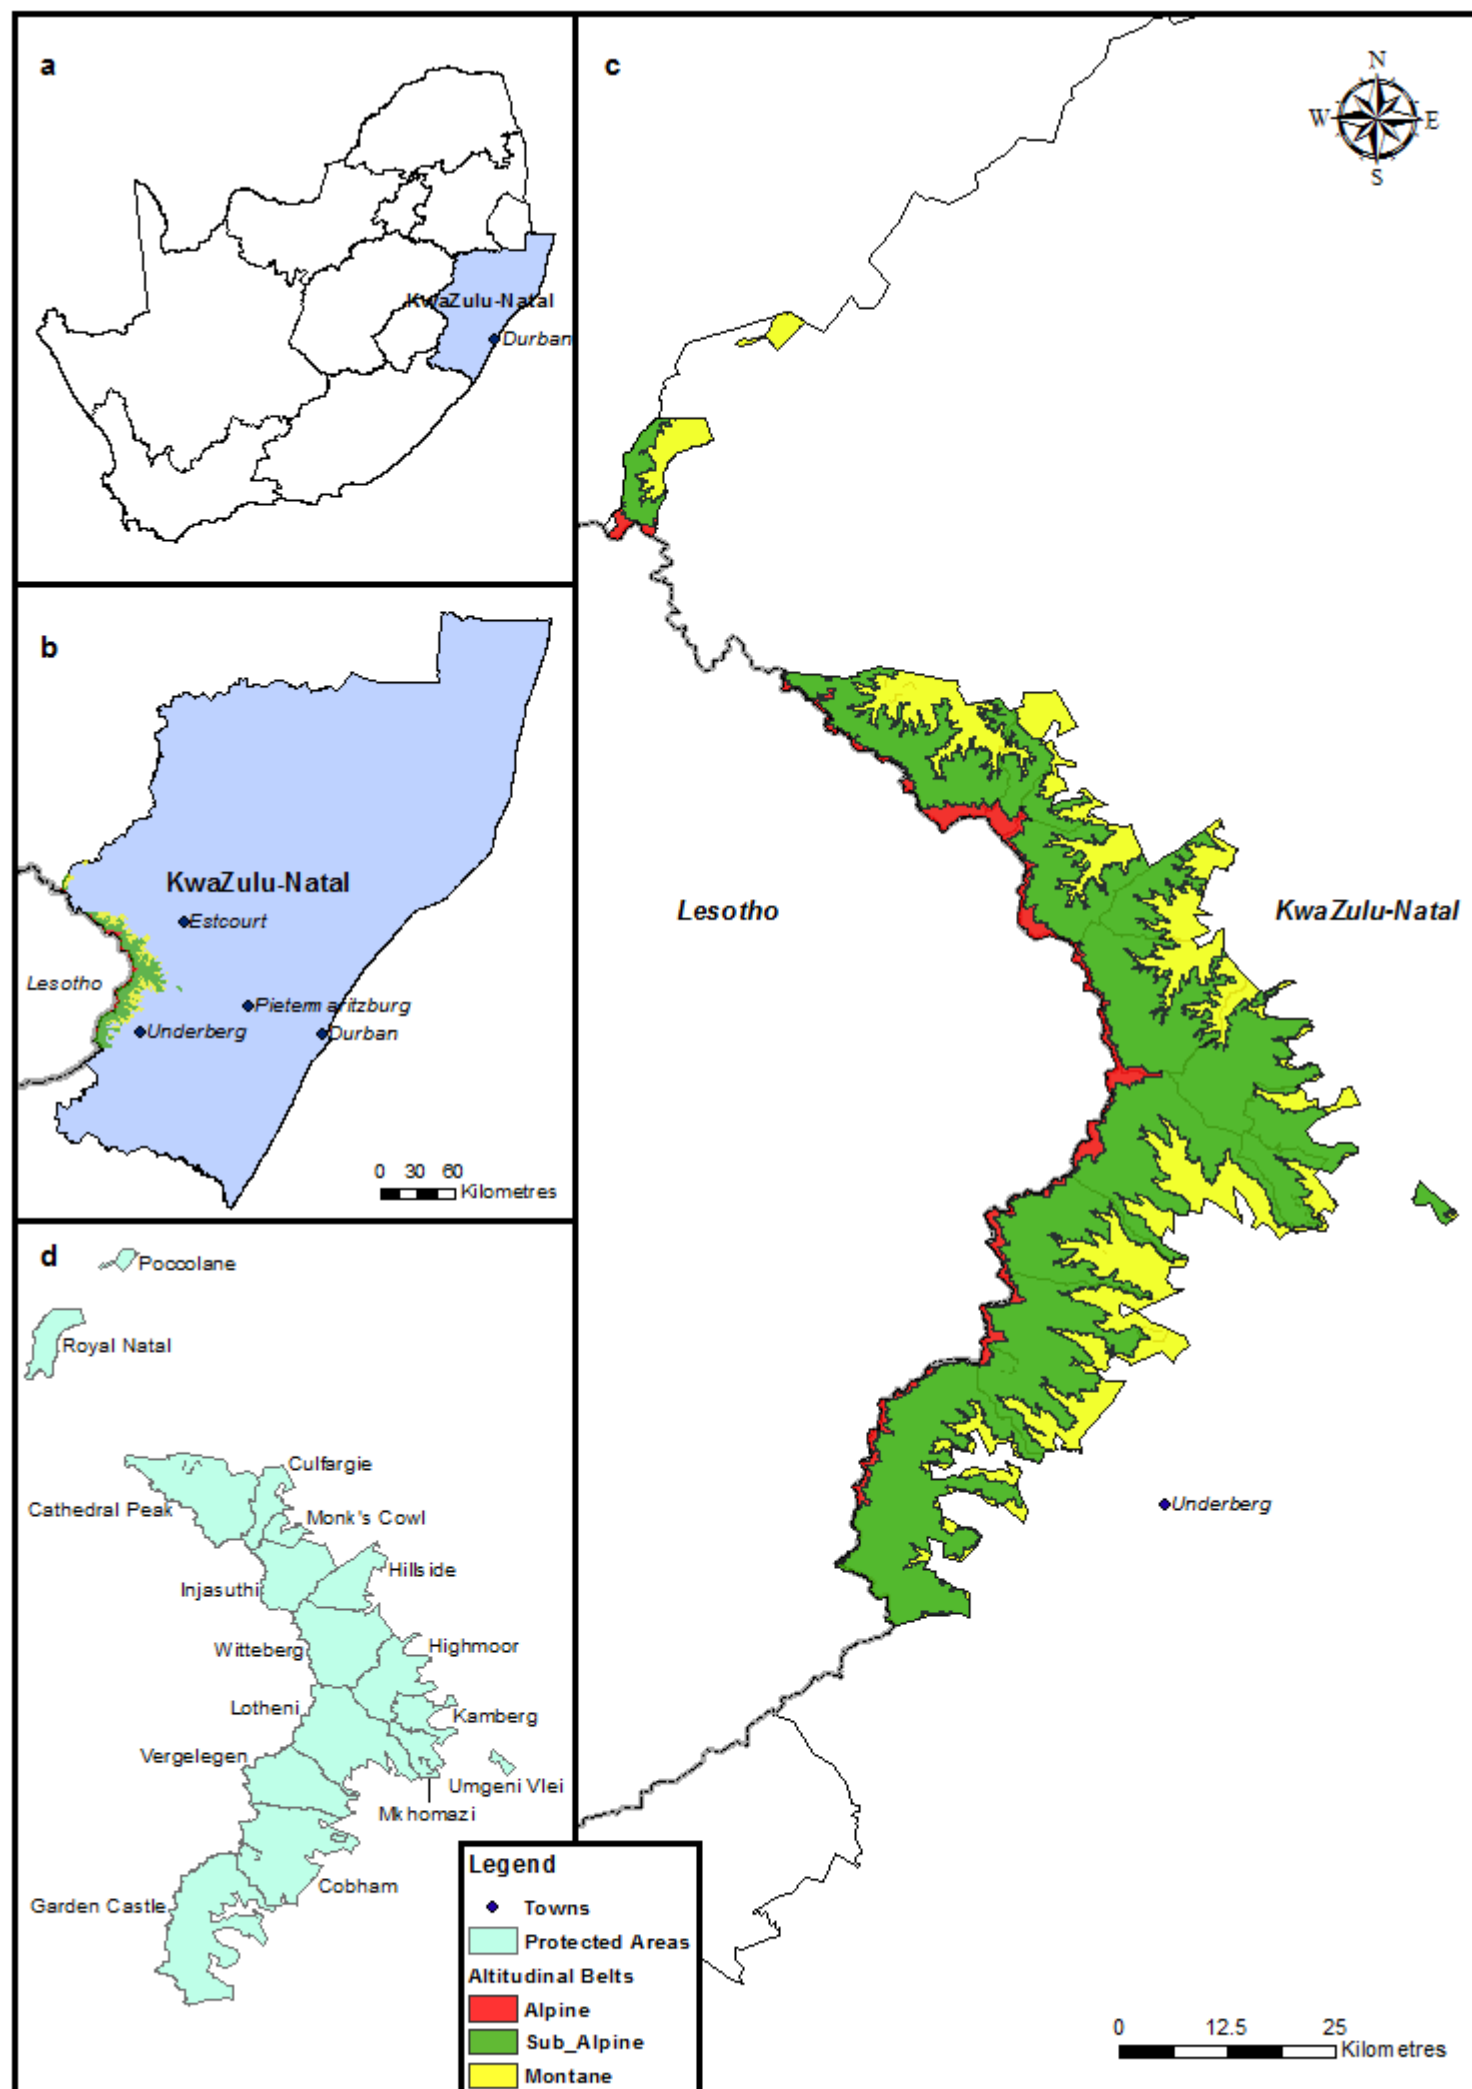 a
KwaZulu-Natal
Durban
b
KwaZulu-Natal
Estcourt
Lesotho
Pietermaritzburg
Underberg
Durban
0 30 60
Kilometres
c
N
W E
S
Lesotho
KwaZulu-Natal
Underberg
0 12.5 25
Kilometres
d
Poccolane
Royal Natal
Culfargie
Cathedral Peak
Monk's Cowl
Hillside
Injasuthi
Witteberg
Highmoor
Lotheni
Kamberg
Vergelegen
Umgeni Vlei
Mkhomazi
Cobham
Garden Castle
Legend
Towns
Protected Areas
Altitudinal Belts
Alpine
Sub_Alpine
Montane